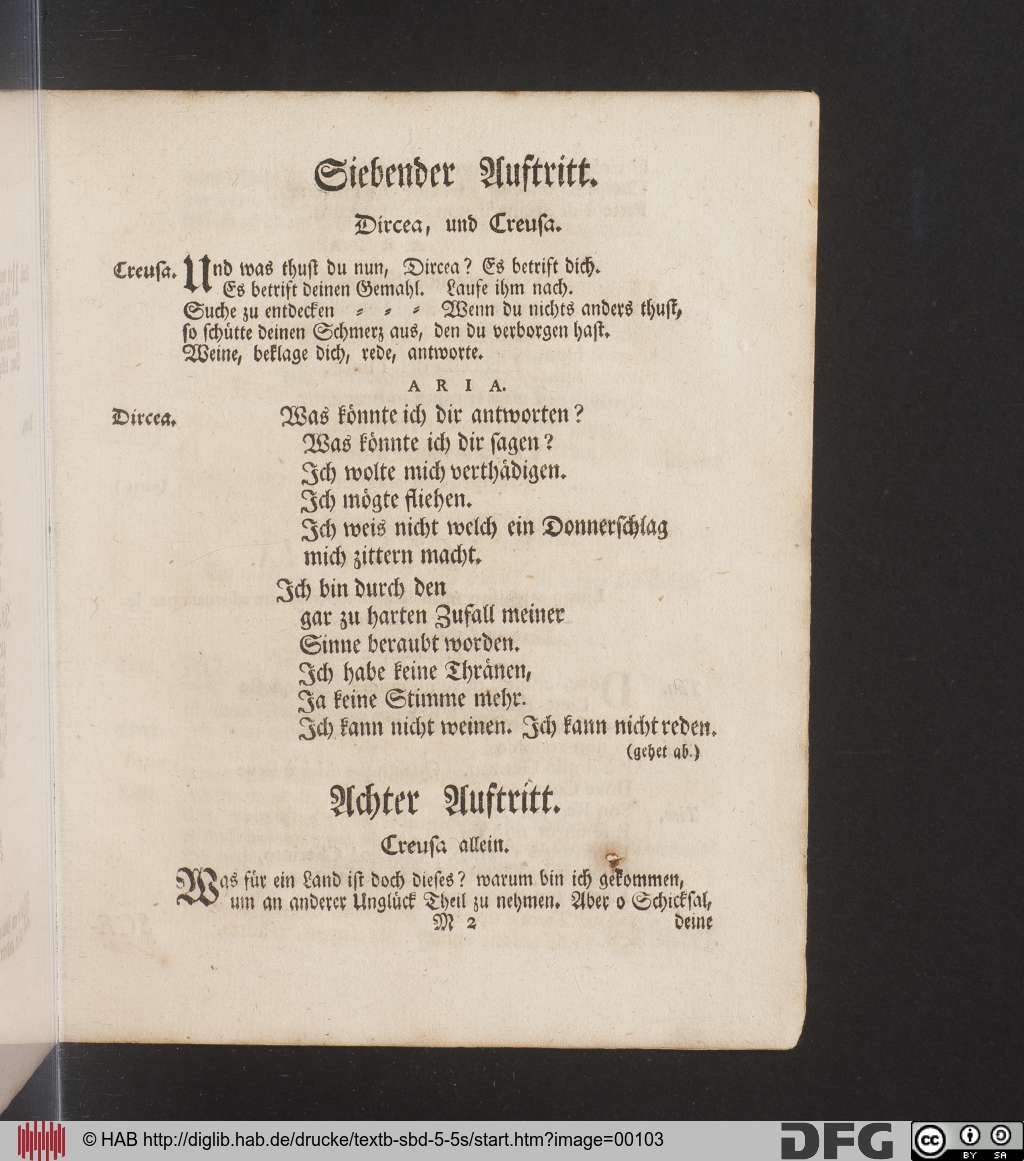 Siebender Auftritt.
Dircea, und Creusa.
Creusa. Und was thust du nun, Dircea? Es betrift dich.
Es betrift deinen Gemahl. Laufe ihm nach.
Suche zu entdecken = = = Wenn du nichts anders thust,
so schütte deinen Schmerz aus, den du verborgen hast.
Weine, beklage dich, rede, antworte.
ARIA.
Dircea. Was könnte ich dir antworten?
Was könnte ich dir sagen?
Ich wolte mich verthädigen.
Ich mögte fliehen.
Ich weis nicht welch ein Donnerschlag
mich zittern macht.
Ich bin durch den
gar zu harten Zufall meiner
Sinne beraubt worden.
Ich habe keine Thränen,
Ja keine Stimme mehr.
Ich kann nicht weinen. Ich kann nicht reden.
(gehet ab.)
Achter Auftritt.
Creusa allein.
Was für ein Land ist doch dieses? warum bin ich gekommen,
um an anderer Unglück Theil zu nehmen. Aber o Schicksal,
M 2 deine
© HAB http://diglib.hab.de/drucke/textb-sbd-5-5s/start.htm?image=00103
DFG
cc BY SA